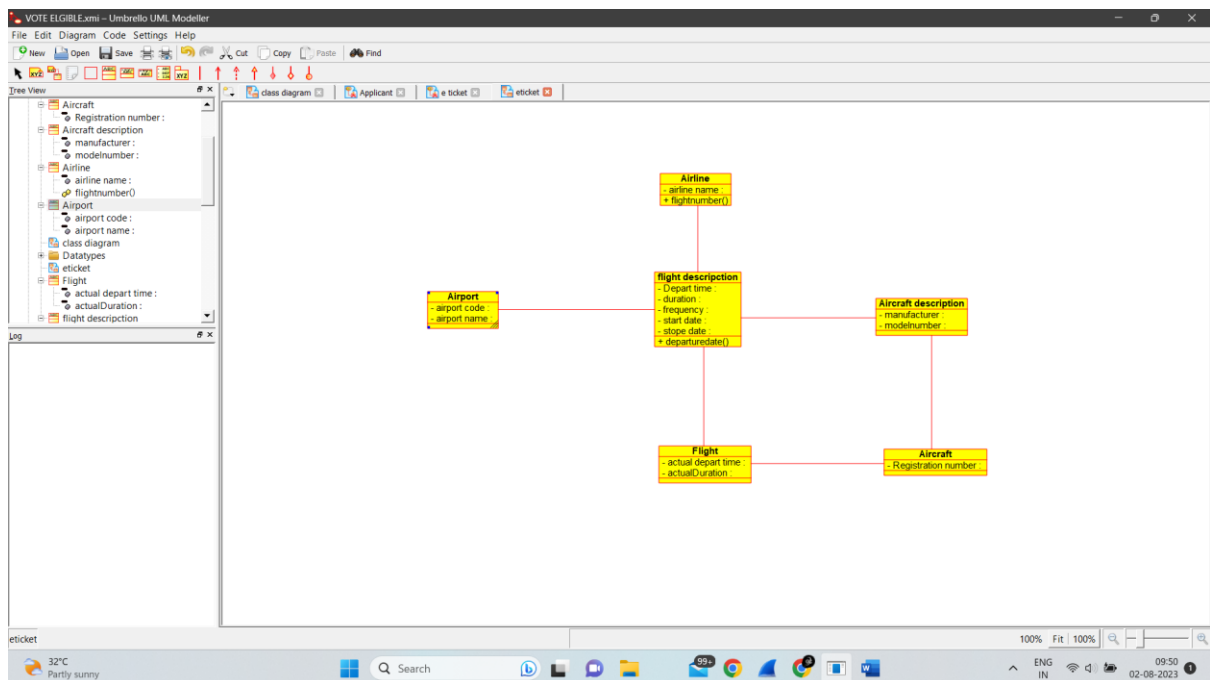 VOTE ELGIBLE.xmi – Umbrello UML Modeller
File Edit Diagram Code Settings Help
New Open Save Cut Copy Paste Find
Tree View
class diagram Applicant e ticket eticket
Aircraft
Registration number :
Aircraft description
manufacturer :
modelnumber :
Airline
airline name :
flightnumber()
Airport
airport code :
airport name :
class diagram
Datatypes
eticket
Flight
actual depart time :
actualDuration :
flight descripction
Log
Airline
- airline name :
+ flightnumber()
flight descripction
- Depart time :
- duration :
- frequency :
- start date :
- stope date :
+ departuredate()
Airport
- airport code :
- airport name :
Aircraft description
- manufacturer :
- modelnumber :
Flight
- actual depart time :
- actualDuration :
Aircraft
- Registration number :
eticket
100% Fit 100%
32°C
Partly sunny
Search
99+
ENG
IN
09:50
02-08-2023
1